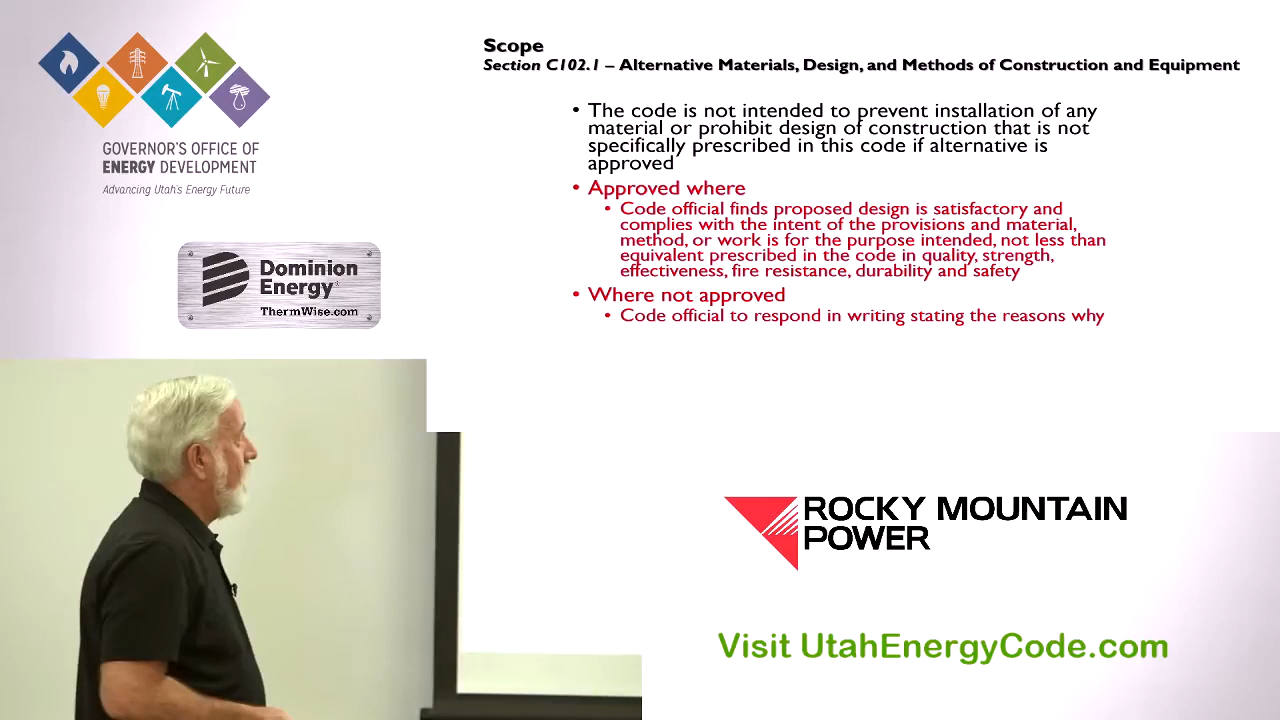 Scope
Section C102.1 – Alternative Materials, Design, and Methods of Construction and Equipment
• The code is not intended to prevent installation of any
material or prohibit design of construction that is not
specifically prescribed in this code if alternative is
approved
• Approved where
• Code official finds proposed design is satisfactory and
complies with the intent of the provisions and material,
method, or work is for the purpose intended, not less than
equivalent prescribed in the code in quality, strength,
effectiveness, fire resistance, durability and safety
• Where not approved
• Code official to respond in writing stating the reasons why
GOVERNOR'S OFFICE OF
ENERGY DEVELOPMENT
Advancing Utah's Energy Future
Dominion
Energy®
ThermWise.com
ROCKY MOUNTAIN
POWER
Visit UtahEnergyCode.com